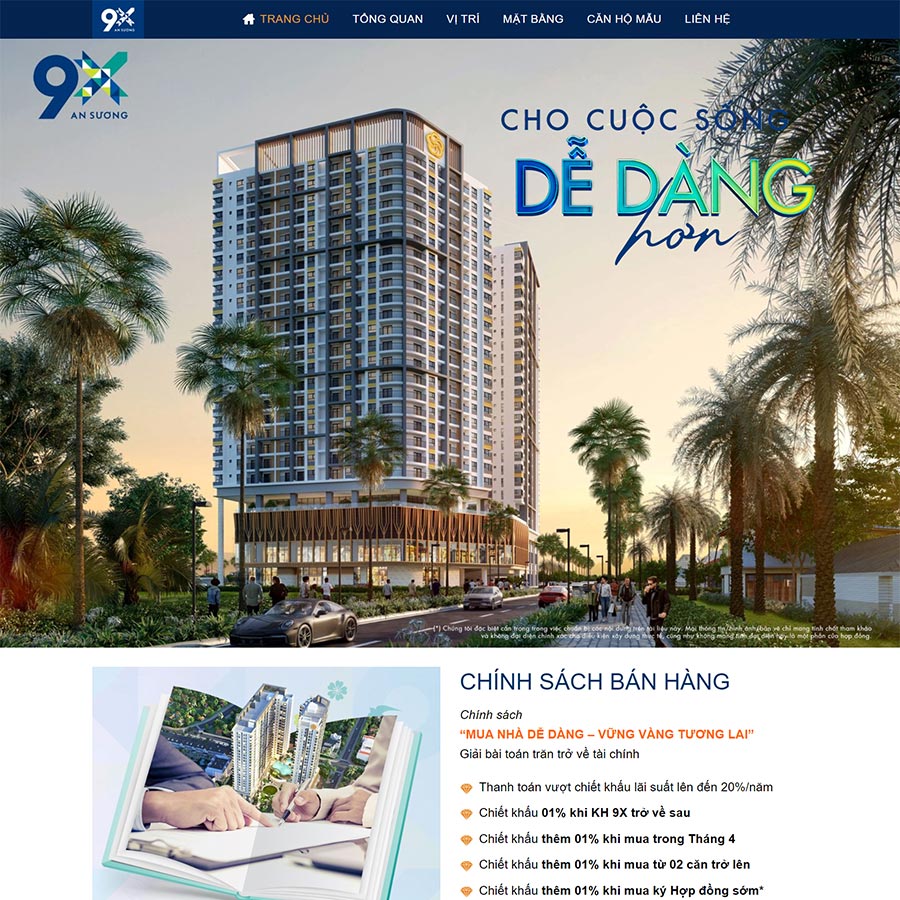 9X
AN SƯƠNG
TRANG CHỦ TỔNG QUAN VỊ TRÍ MẶT BẰNG CĂN HỘ MẪU LIÊN HỆ
9X
AN SƯƠNG
CHO CUỘC SỐNG
DỄ DÀNG
hơn
(*) Chúng tôi đặc biệt cẩn trọng trong việc chuẩn bị các nội dung trên tài liệu này. Mọi thông tin/hình ảnh/bản vẽ chỉ mang tính chất tham khảo
và không đại diện chính xác cho điều kiện xây dựng thực tế, cũng như không mang tính đại diện hay là một phần của hợp đồng.
CHÍNH SÁCH BÁN HÀNG
Chính sách
“MUA NHÀ DỄ DÀNG – VỮNG VÀNG TƯƠNG LAI”
Giải bài toán trăn trở về tài chính
Thanh toán vượt chiết khấu lãi suất lên đến 20%/năm
Chiết khấu 01% khi KH 9X trở về sau
Chiết khấu thêm 01% khi mua trong Tháng 4
Chiết khấu thêm 01% khi mua từ 02 căn trở lên
Chiết khấu thêm 01% khi mua ký Hợp đồng sớm*